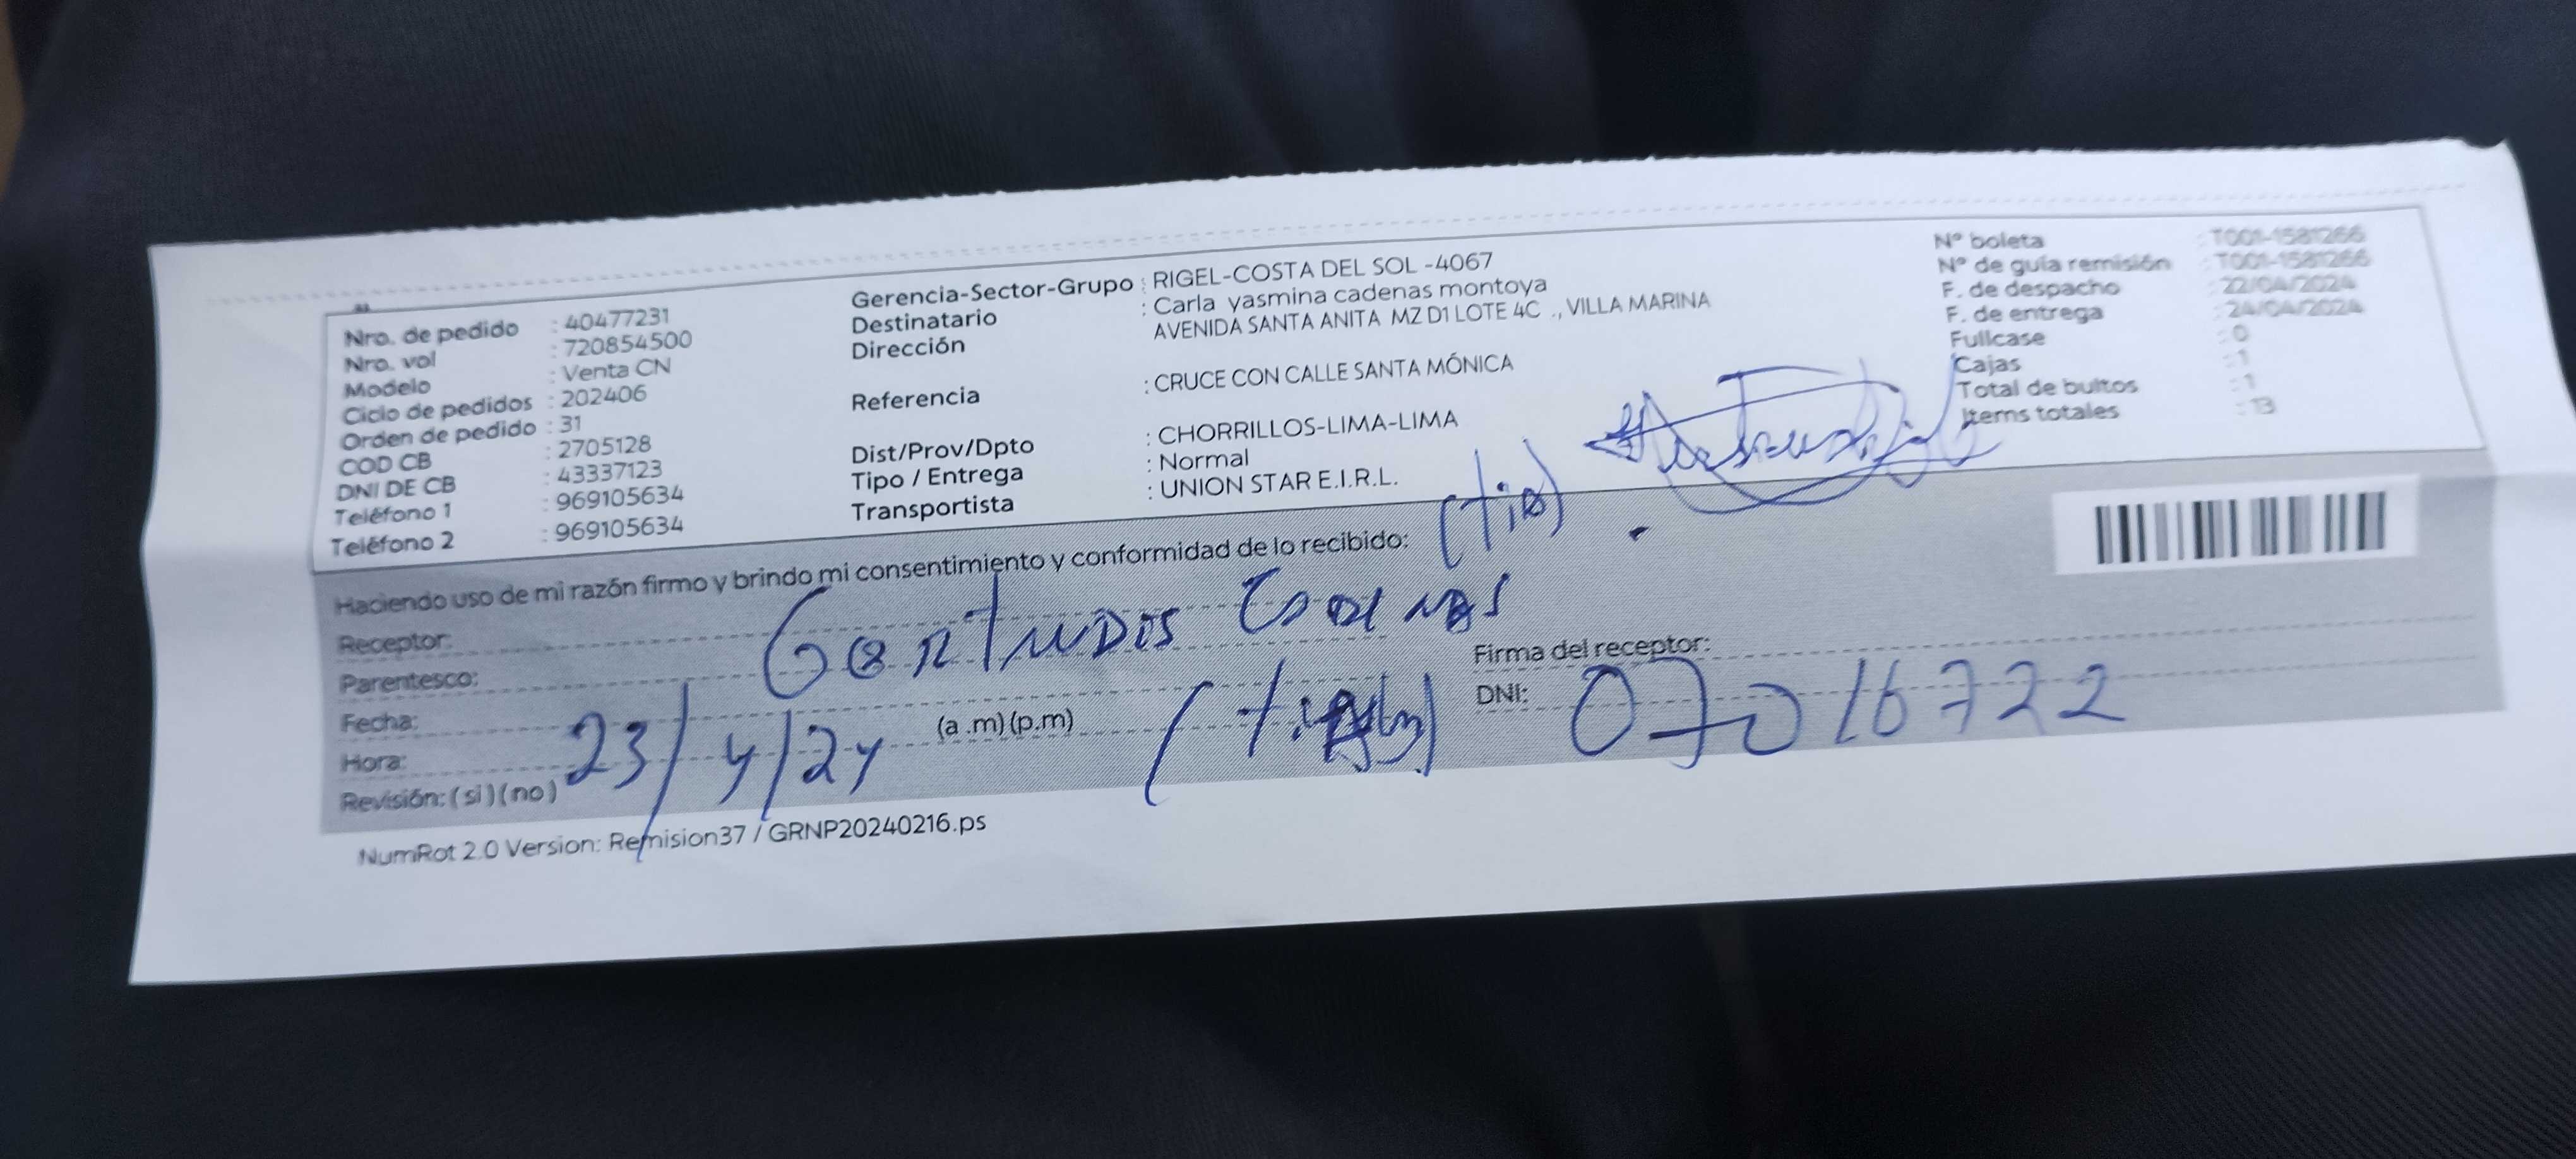 Nro. de pedido : 40477231
Nro. vol : 720854500
Modelo : Venta CN
Ciclo de pedidos : 202406
Orden de pedido : 31
COD CB : 2705128
DNI DE CB : 43337123
Teléfono 1 : 969105634
Teléfono 2 : 969105634
Gerencia-Sector-Grupo : RIGEL-COSTA DEL SOL -4067
Destinatario : Carla yasmina cadenas montoya
Dirección AVENIDA SANTA ANITA MZ D1 LOTE 4C ., VILLA MARINA
Referencia : CRUCE CON CALLE SANTA MÓNICA
Dist/Prov/Dpto : CHORRILLOS-LIMA-LIMA
Tipo / Entrega : Normal
Transportista : UNION STAR E.I.R.L.
N° boleta : T001-1581266
N° de guía remisión : T001-1581266
F. de despacho : 22/04/2024
F. de entrega : 24/04/2024
Fullcase : 0
Cajas : 1
Total de bultos : 1
Items totales : 13
Haciendo uso de mi razón firmo y brindo mi consentimiento y conformidad de lo recibido:
Receptor:
Parentesco:
Fecha: 23/4/24
Hora: (a .m) (p.m)
Revisión: ( si ) ( no )
Firma del receptor:
DNI: 07016722
NumRot 2.0 Version: Remision37 / GRNP20240216.ps